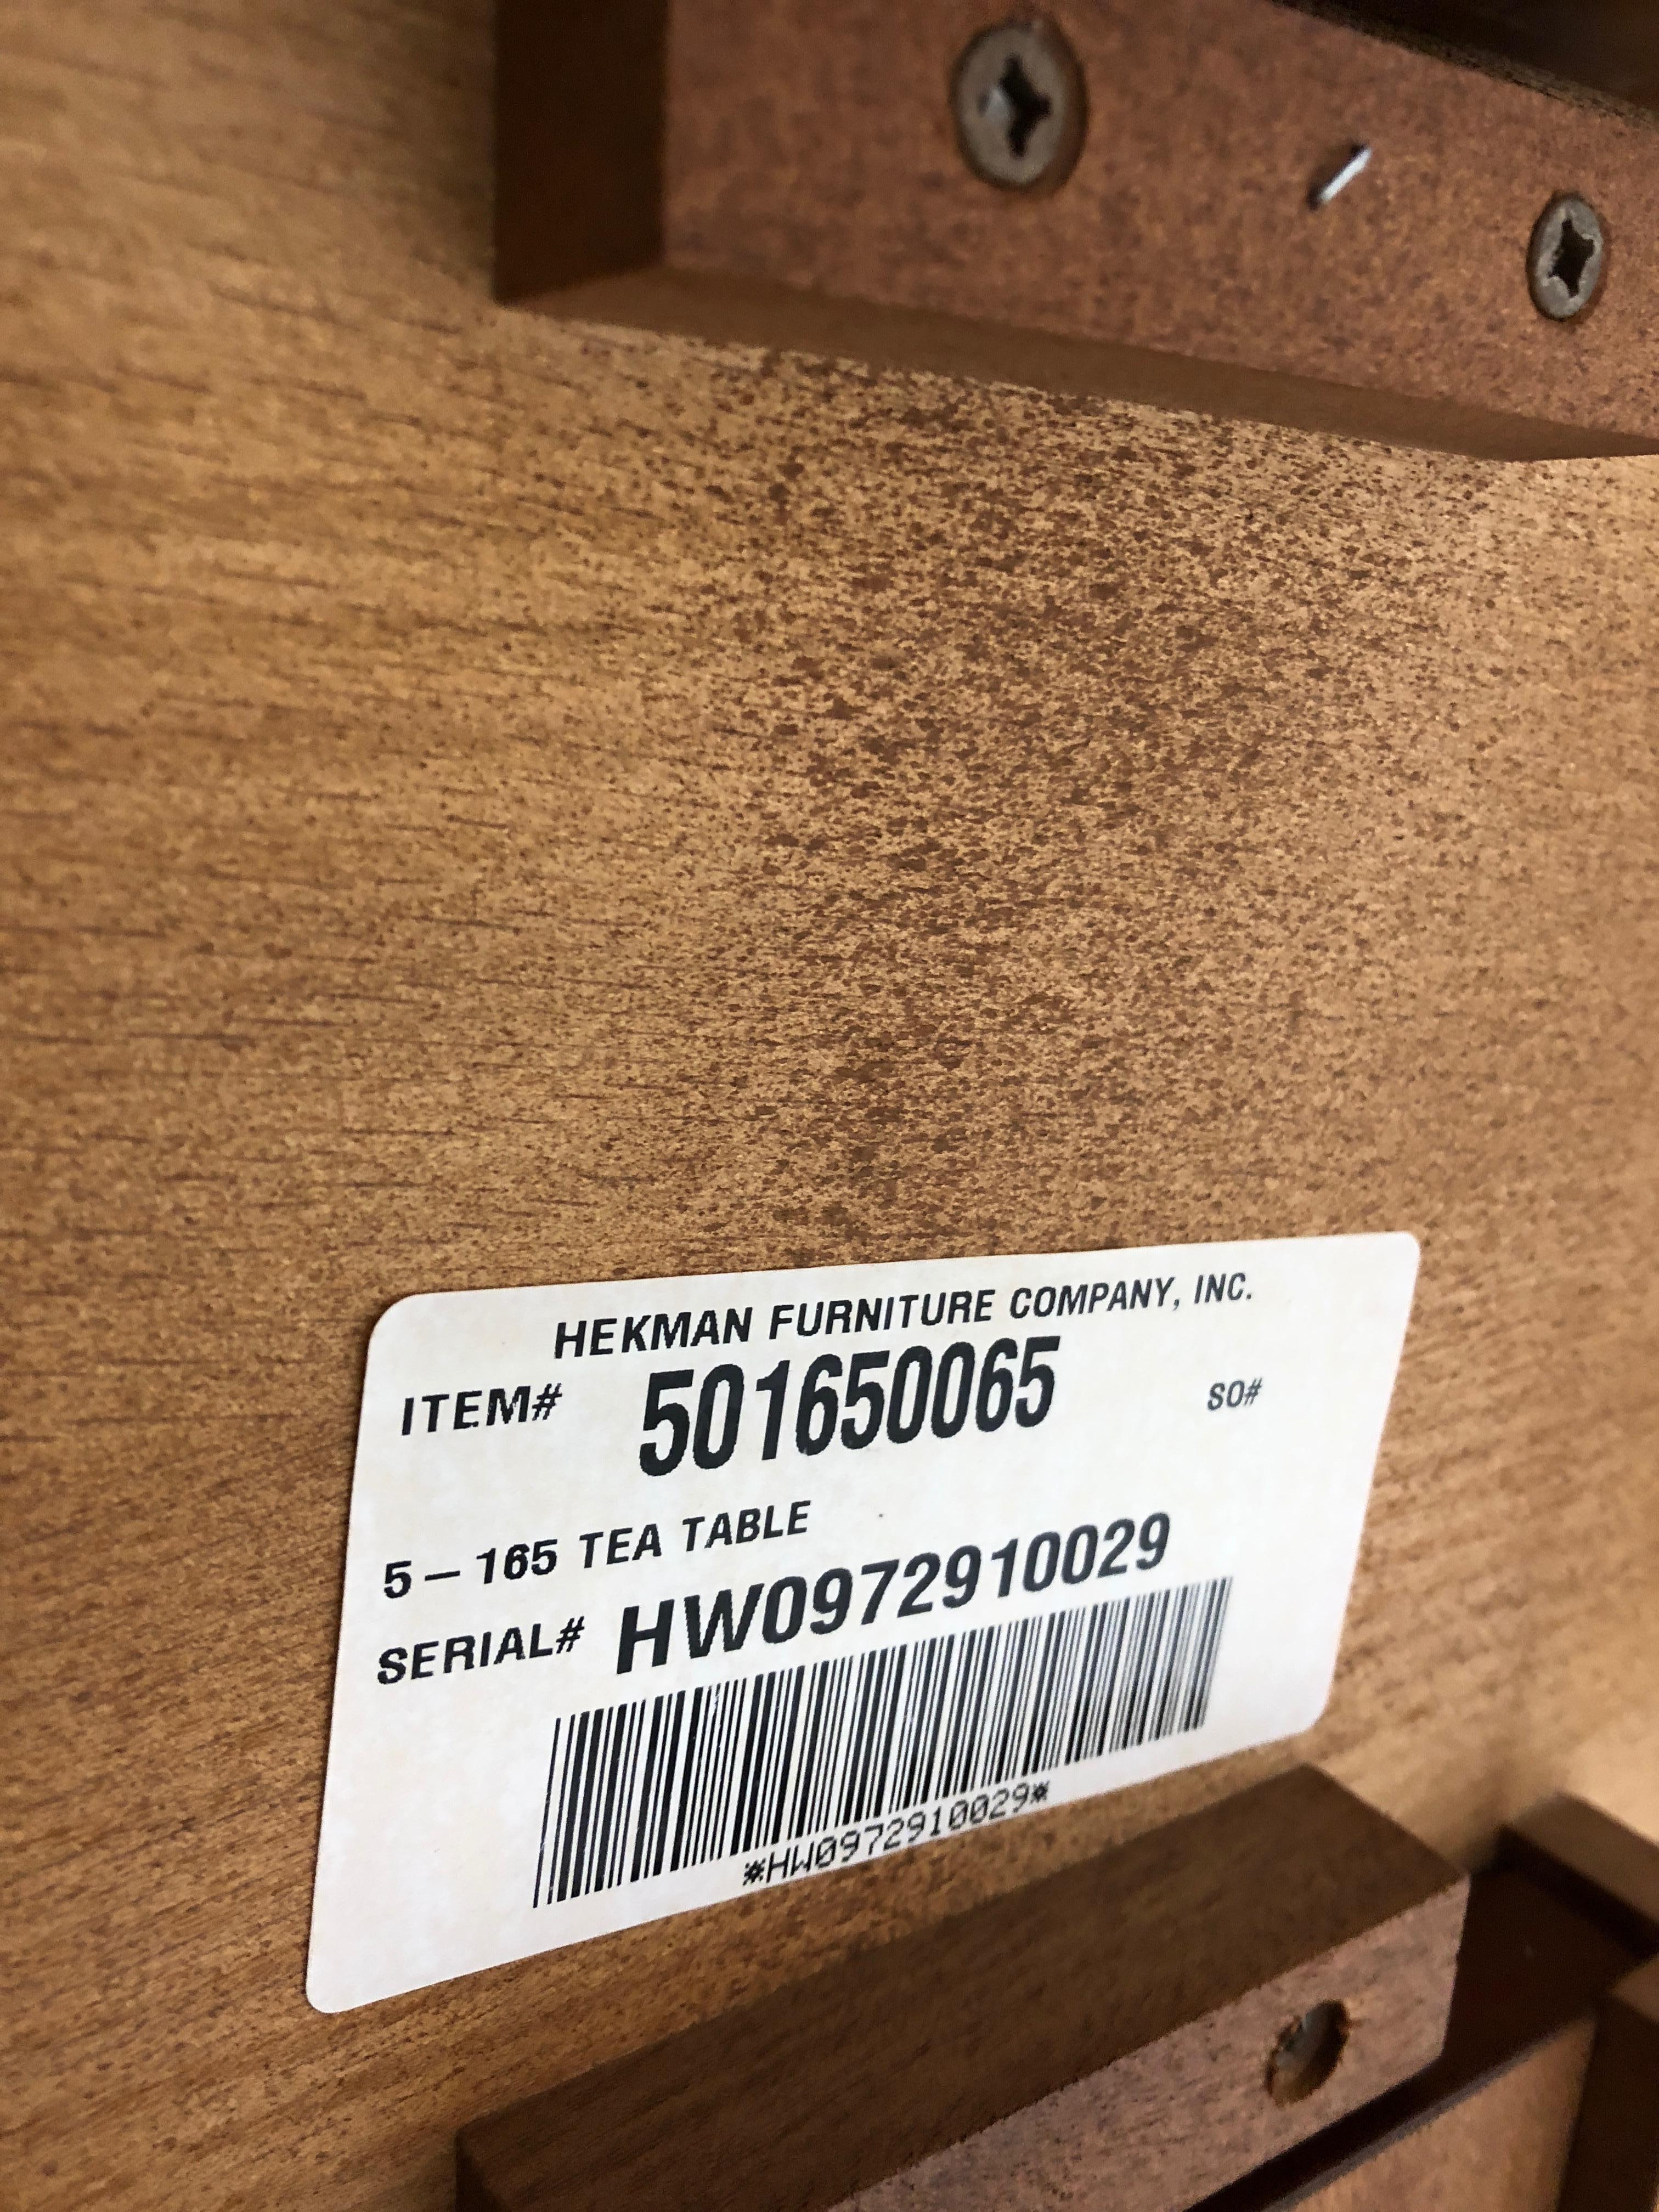 HEKMAN FURNITURE COMPANY, INC.
ITEM# 501650065 SO#
5-165 TEA TABLE
SERIAL# HW0972910029
*HW0972910029*